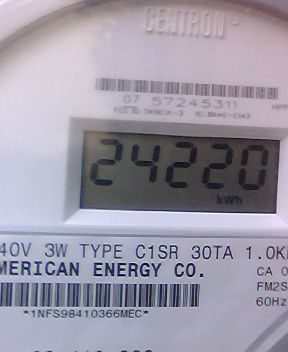 CENTRON
07 57245311
24220
kWh
40V 3W TYPE C1SR 30TA 1.0K
MERICAN ENERGY CO.
CA 0
FM2S
60Hz
*1NFS98410366MEC*